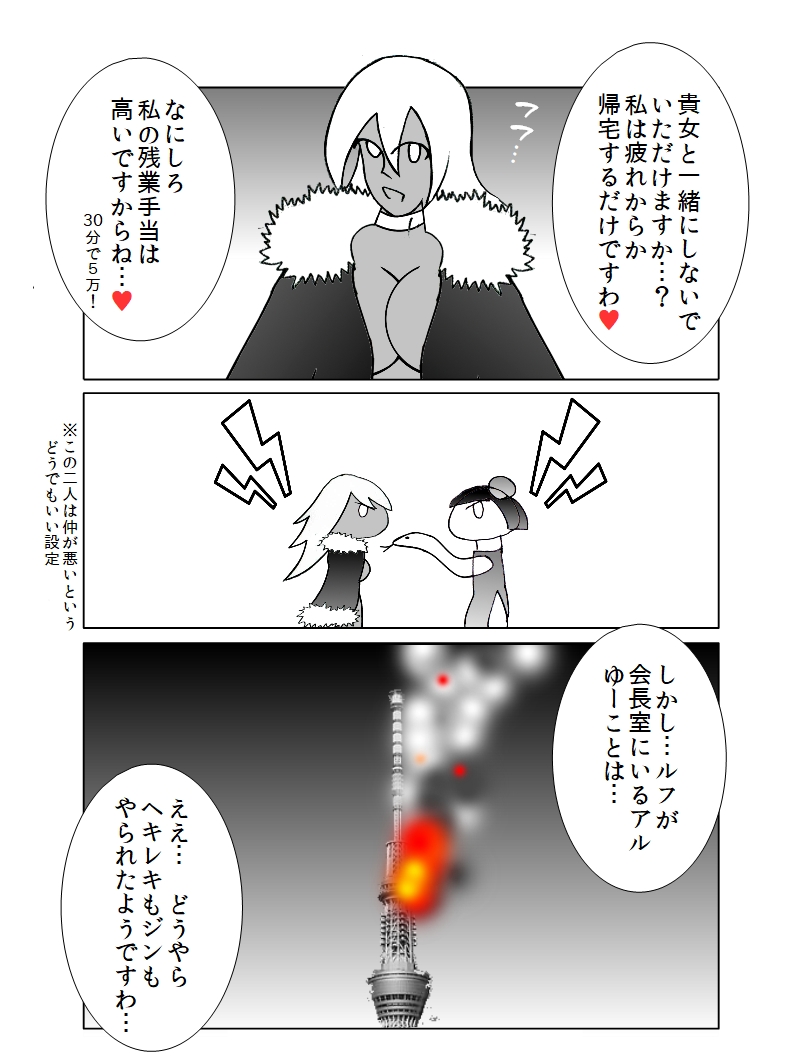 貴女と一緒にしないで
いただけますか…？
私は疲れからか
帰宅するだけですわ♥
フフ…
なにしろ
私の残業手当は
高いですからね…♥
30分で５万！
※この二人は仲が悪いという
どうでもいい設定
しかし…ルフが
会長室にいるアル
ゆーことは…
ええ…　どうやら
ヘキレキもジンも
やられたようですわ…